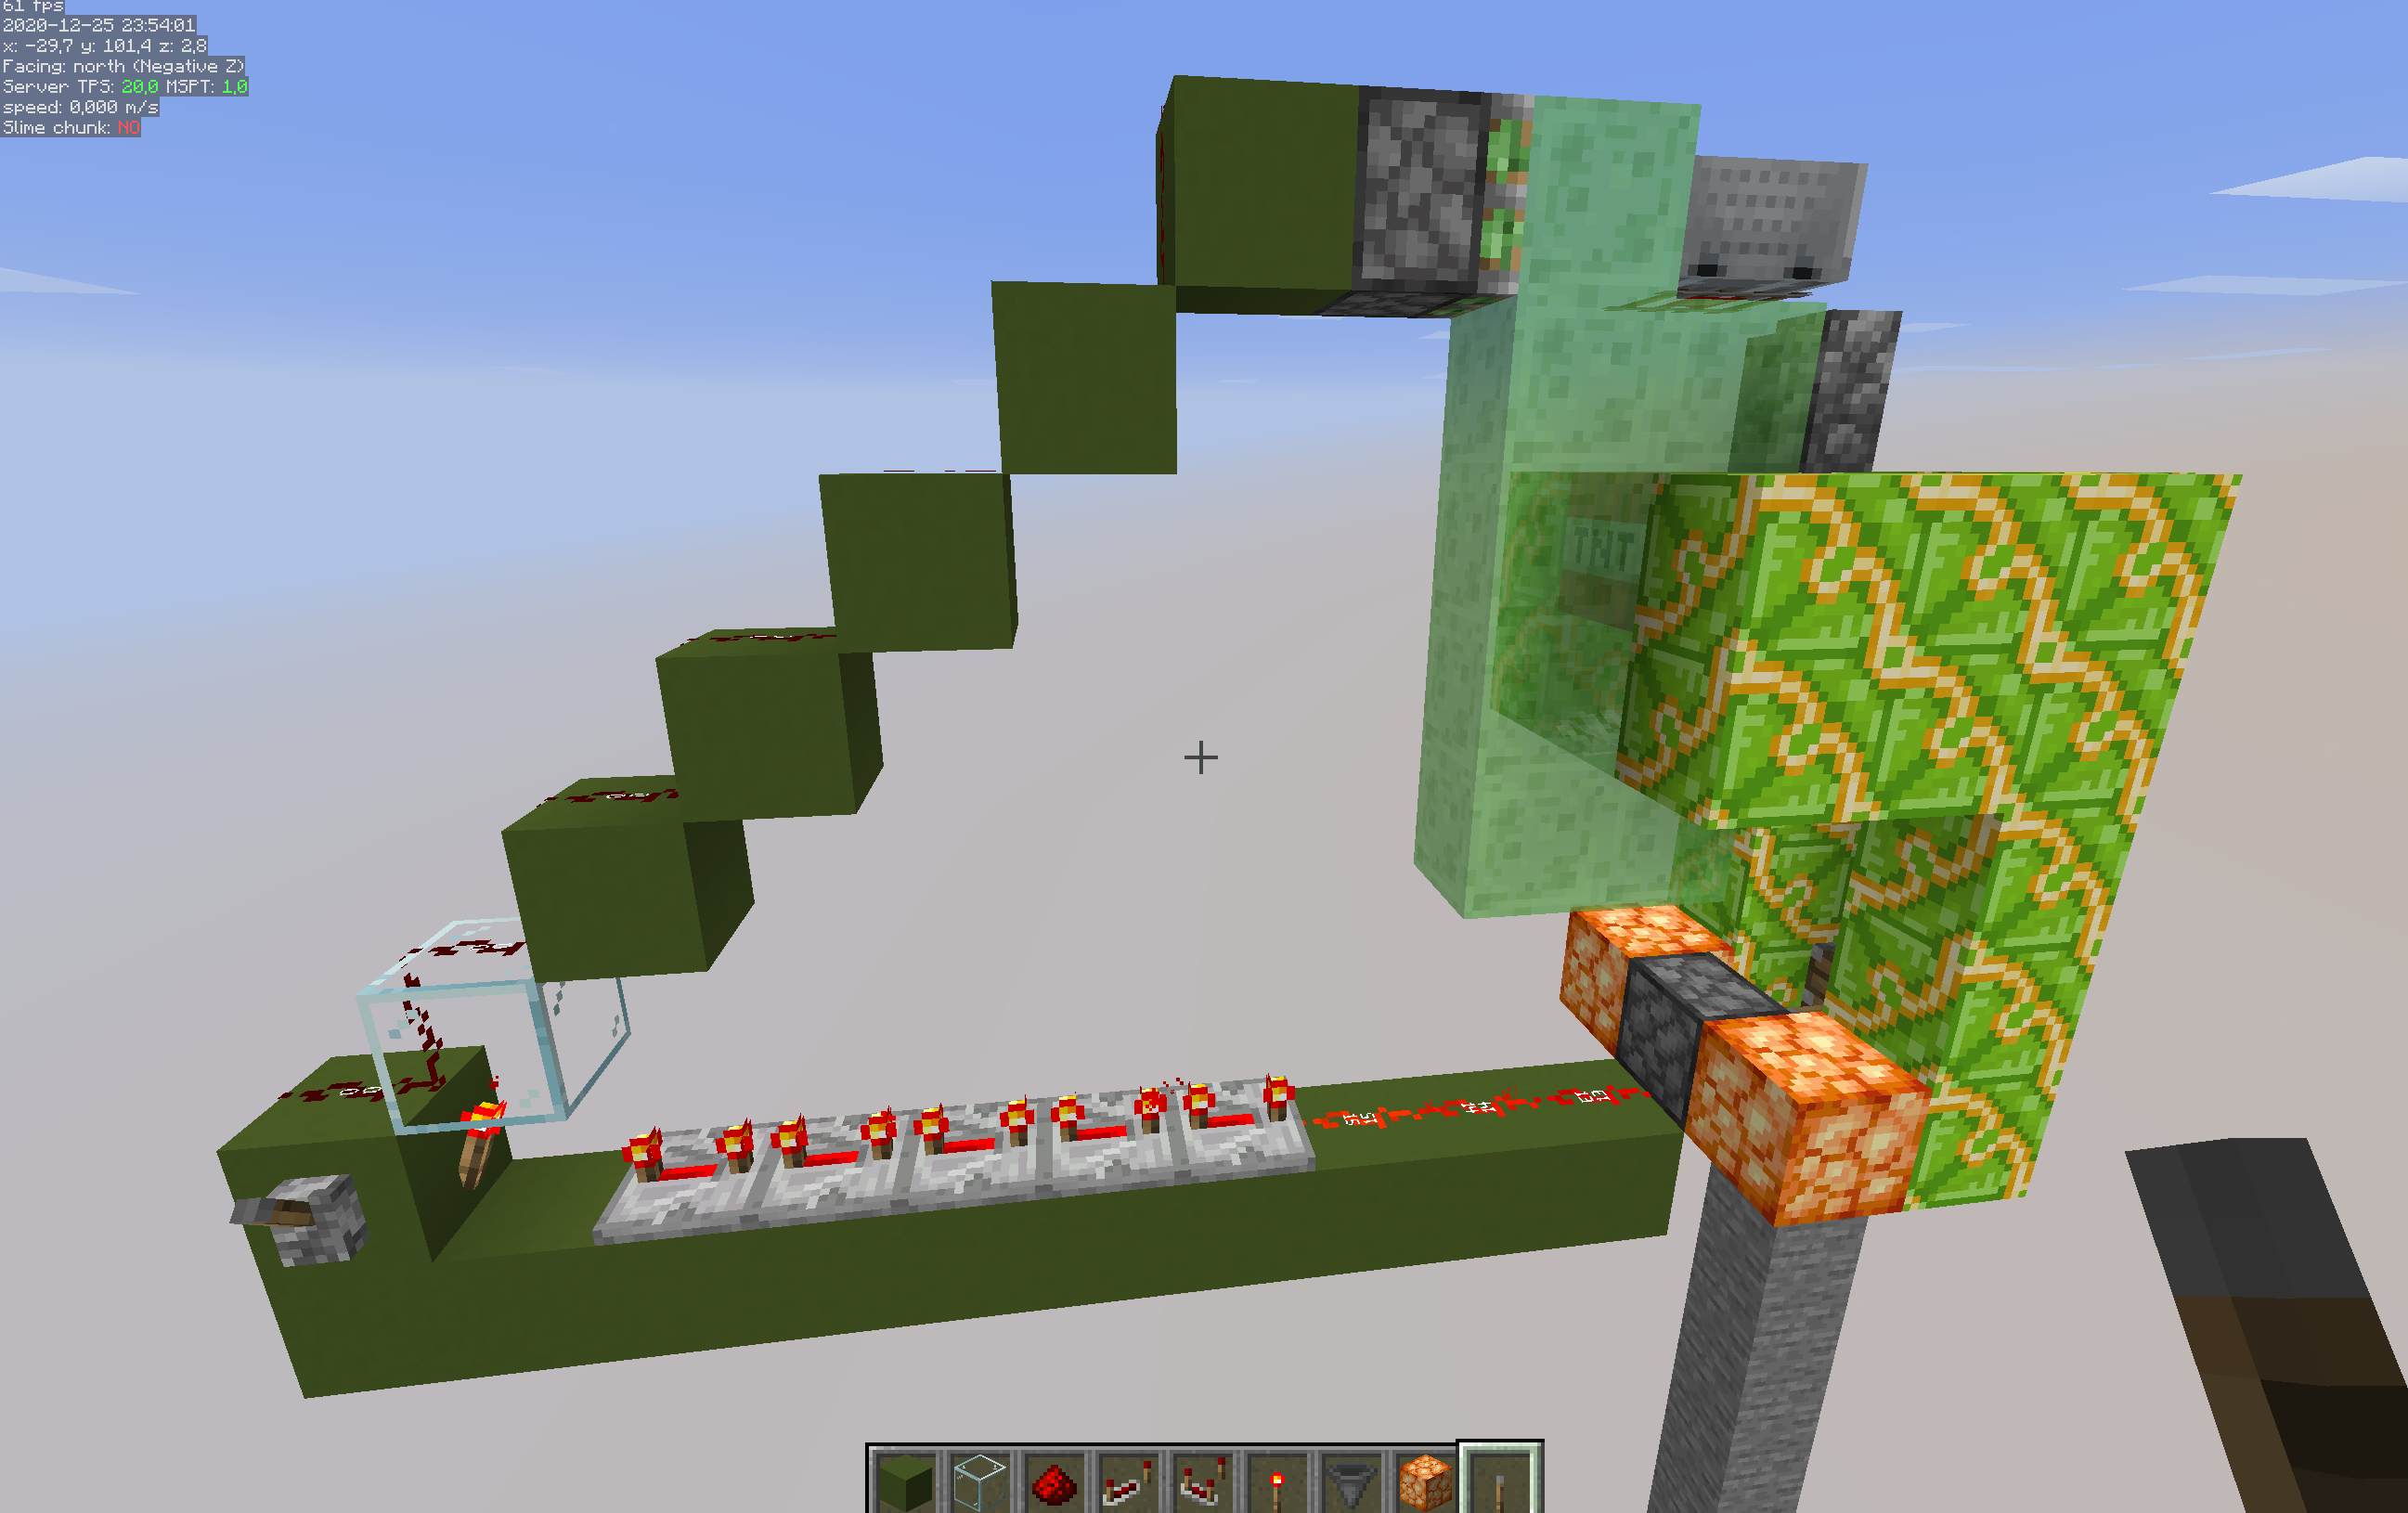 61 fps
2020-12-25 23:54:01
x: -29,7 y: 101,4 z: 2,8
Facing: north (Negative Z)
Server TPS: 20,0 MSPT: 1,0
speed: 0,000 m/s
Slime chunk: NO
TNT